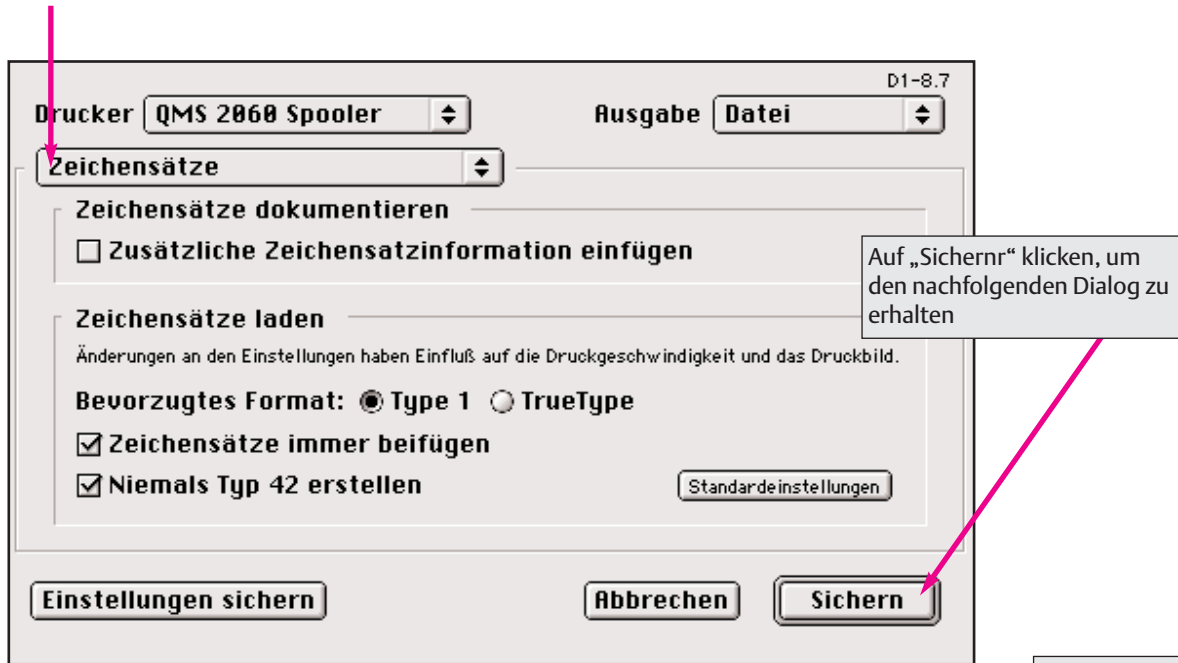 D1-8.7
Drucker QMS 2060 Spooler Ausgabe Datei
Zeichensätze
Zeichensätze dokumentieren
Zusätzliche Zeichensatzinformation einfügen
Auf „Sichernr“ klicken, um
den nachfolgenden Dialog zu
erhalten
Zeichensätze laden
Änderungen an den Einstellungen haben Einfluß auf die Druckgeschwindigkeit und das Druckbild.
Bevorzugtes Format: Type 1 TrueType
Zeichensätze immer beifügen
Niemals Typ 42 erstellen Standardeinstellungen
Einstellungen sichern Abbrechen Sichern